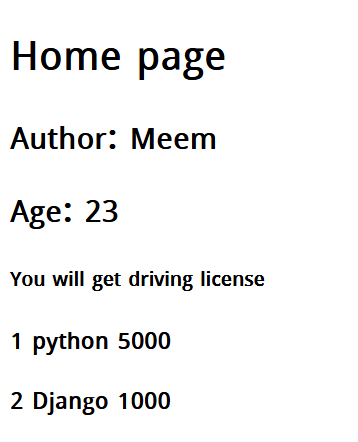 Home page
Author: Meem
Age: 23
You will get driving license
1 python 5000
2 Django 1000